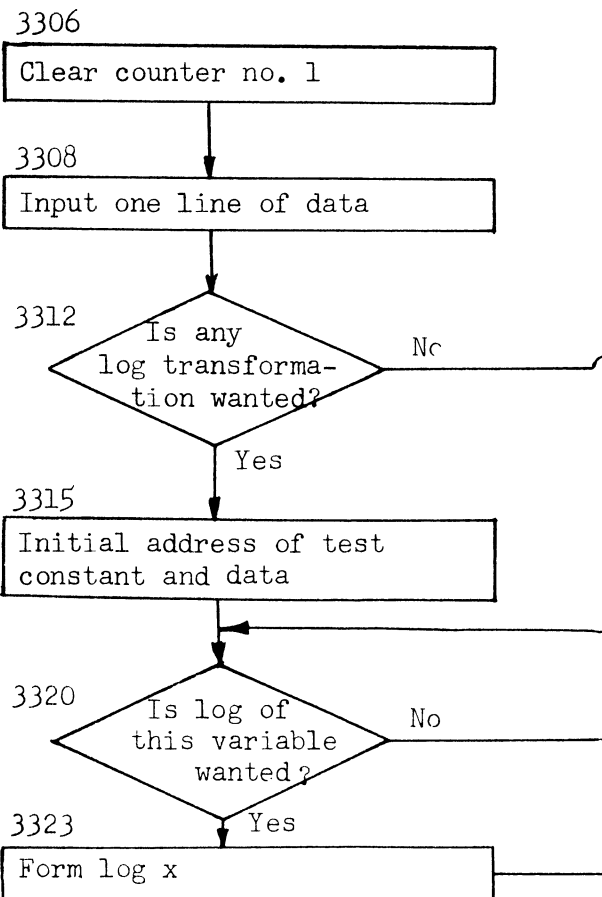 3306
Clear counter no. 1
3308
Input one line of data
3312
Is any
log transforma-
tion wanted?
No
Yes
3315
Initial address of test
constant and data
3320
Is log of
this variable
wanted?
No
3323
Yes
Form log x